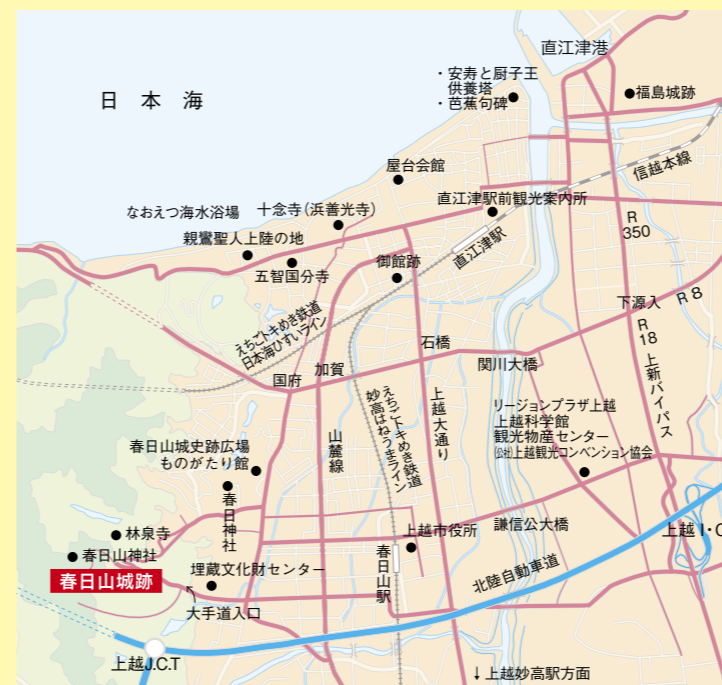 直江津港
・安寿と厨子王
供養塔
・芭蕉句碑
福島城跡
日本海
信越本線
屋台会館
直江津駅前観光案内所
なおえつ海水浴場
十念寺(浜善光寺)
R
350
親鸞聖人上陸の地
直江津駅
五智国分寺
御館跡
下源入
R 8
えちごトキめき鉄道
日本海ひすいライン
石橋
R
18
上新バイパス
加賀
関川大橋
国府
えちごトキめき鉄道
妙高はねうまライン
上越大通り
リージョンプラザ上越
上越科学館
観光物産センター
(公社)上越観光コンベンション協会
山麓線
春日山城史跡広場
ものがたり館
春日神社
上越市役所
謙信公大橋
上越 I・C
林泉寺
春日山神社
春日山駅
埋蔵文化財センター
北陸自動車道
春日山城跡
大手道入口
上越J.C.T
↓上越妙高駅方面